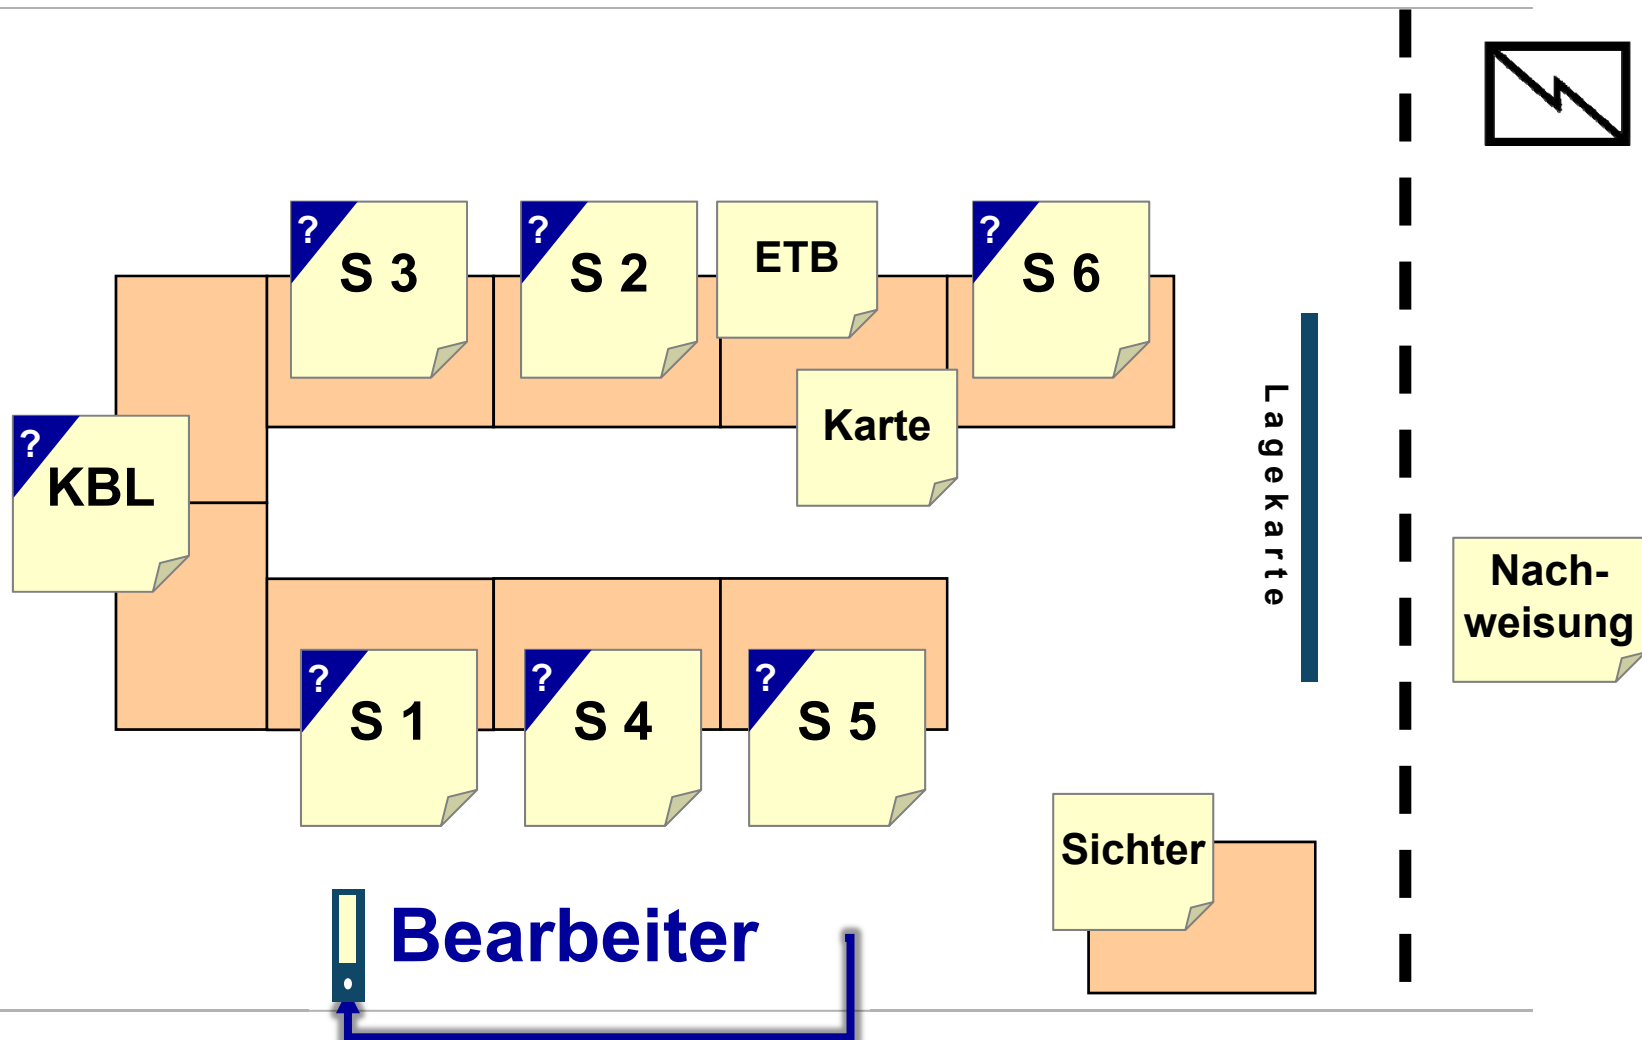 ?
S 3
?
S 2
ETB
?
S 6
Karte
?
KBL
Lagekarte
Nach-
weisung
?
S 1
?
S 4
?
S 5
Sichter
Bearbeiter